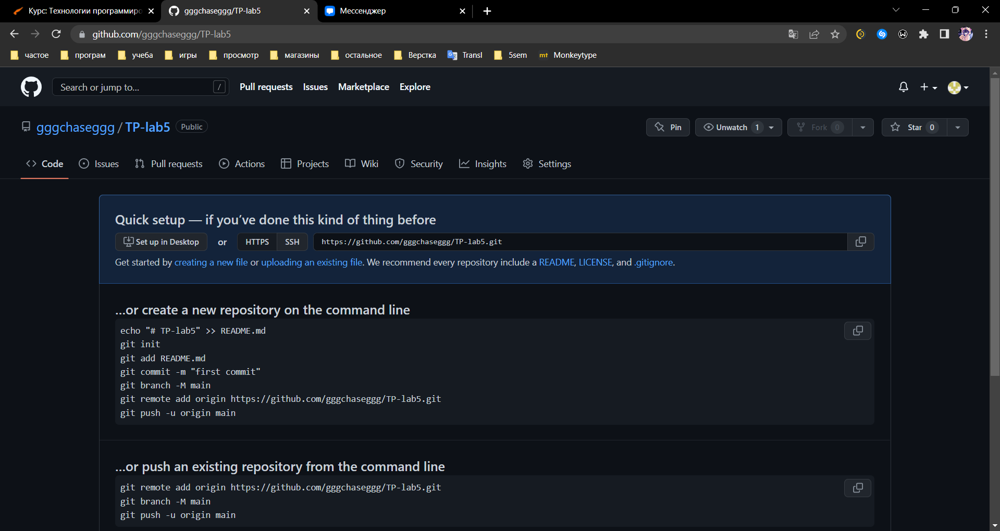 Курс: Технологии программиро
gggchaseggg/TP-lab5
Мессенджер
github.com/gggchaseggg/TP-lab5
частое
програм
учеба
игры
просмотр
магазины
остальное
Верстка
Transl
5sem
mt Monkeytype
Search or jump to... /
Pull requests
Issues
Marketplace
Explore
gggchaseggg / TP-lab5 Public
Pin
Unwatch 1
Fork 0
Star 0
Code
Issues
Pull requests
Actions
Projects
Wiki
Security
Insights
Settings
Quick setup — if you’ve done this kind of thing before
Set up in Desktop or HTTPS SSH https://github.com/gggchaseggg/TP-lab5.git
Get started by creating a new file or uploading an existing file. We recommend every repository include a README, LICENSE, and .gitignore.
…or create a new repository on the command line
echo "# TP-lab5" >> README.md
git init
git add README.md
git commit -m "first commit"
git branch -M main
git remote add origin https://github.com/gggchaseggg/TP-lab5.git
git push -u origin main
…or push an existing repository from the command line
git remote add origin https://github.com/gggchaseggg/TP-lab5.git
git branch -M main
git push -u origin main